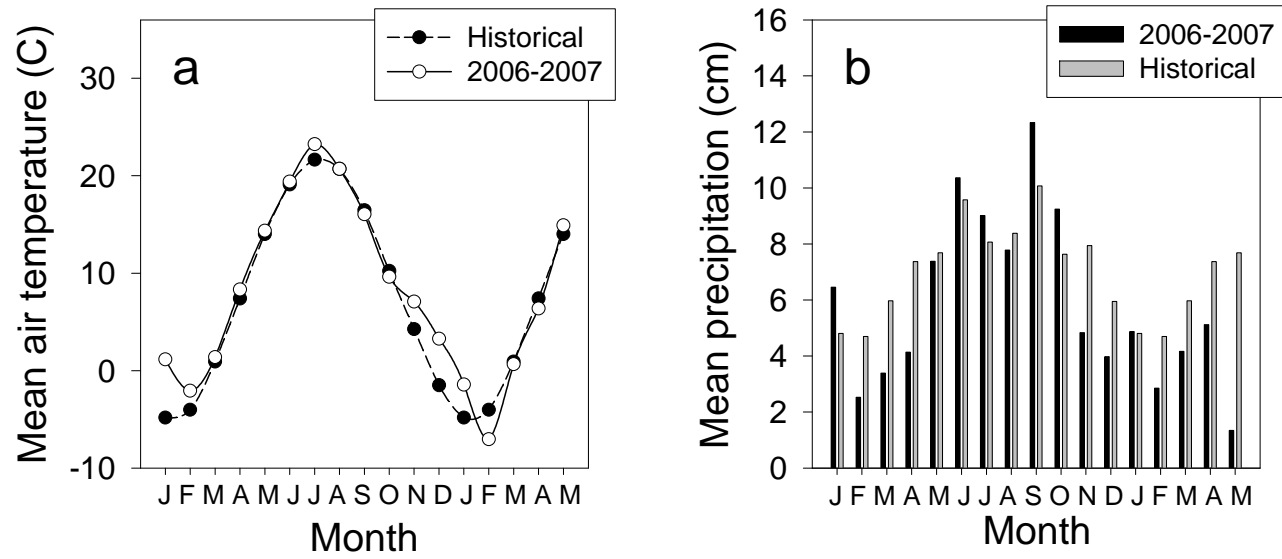 a
Historical
2006-2007
Mean air temperature (C)
30
20
10
0
-10
J F M A M J J A S O N D J F M A M
Month
b
2006-2007
Historical
Mean precipitation (cm)
16
14
12
10
8
6
4
2
0
J F M A M J J A S O N D J F M A M
Month